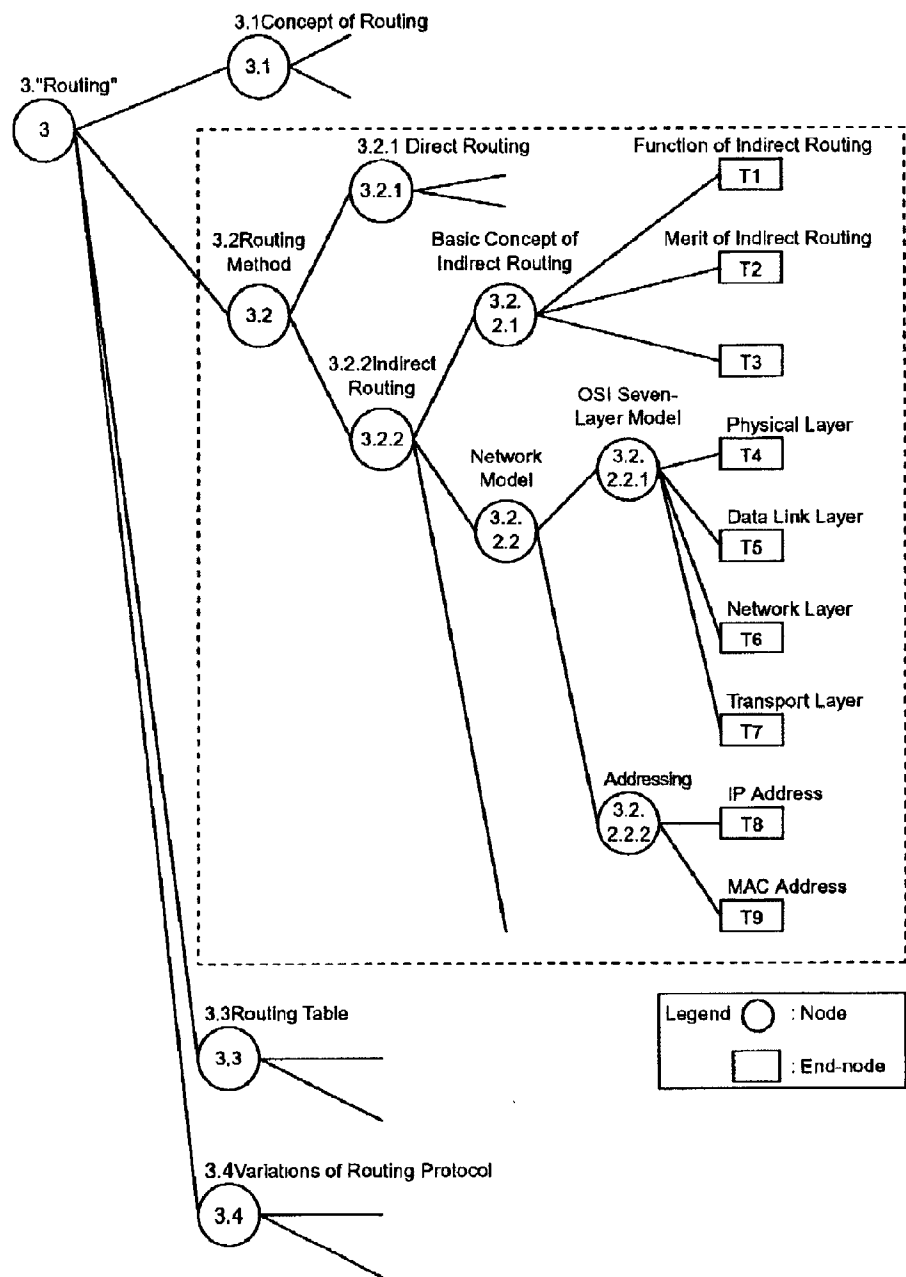 3.1Concept of Routing
3.1
3."Routing"
3
3.2.1 Direct Routing
3.2.1
Function of Indirect Routing
T1
3.2Routing
Method
3.2
Basic Concept of
Indirect Routing
3.2.
2.1
Merit of Indirect Routing
T2
T3
3.2.2Indirect
Routing
3.2.2
OSI Seven-
Layer Model
3.2.
2.2.1
Physical Layer
T4
Network
Model
3.2.
2.2
Data Link Layer
T5
Network Layer
T6
Transport Layer
T7
Addressing
3.2.
2.2.2
IP Address
T8
MAC Address
T9
3.3Routing Table
3.3
Legend
: Node
: End-node
3.4Variations of Routing Protocol
3.4